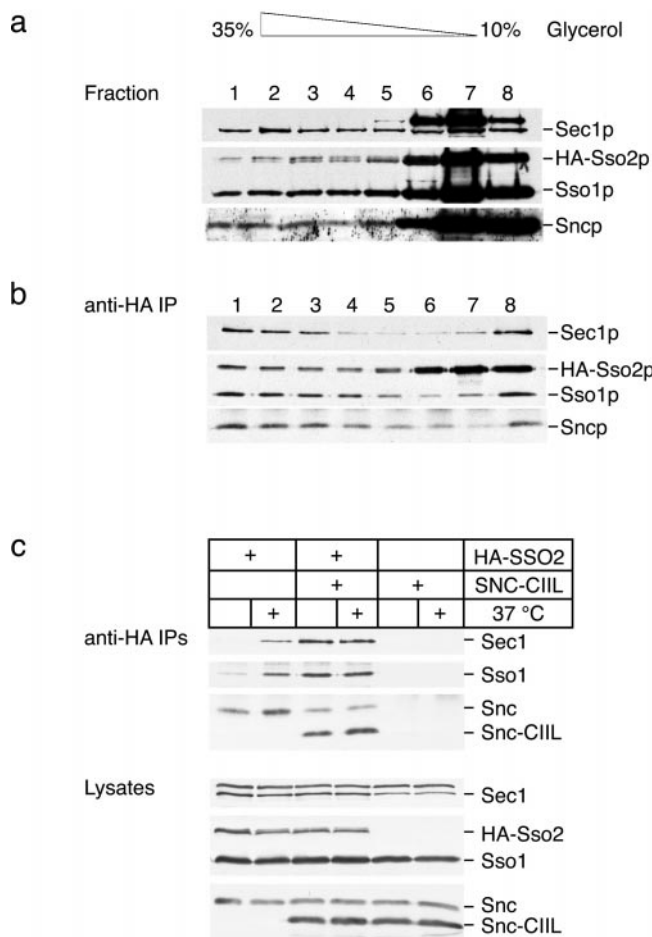 a
35% 10% Glycerol
Fraction 1 2 3 4 5 6 7 8
Sec1p
HA-Sso2p
Sso1p
Sncp
b
anti-HA IP 1 2 3 4 5 6 7 8
Sec1p
HA-Sso2p
Sso1p
Sncp
c
+ + HA-SSO2
+ + SNC-CIIL
+ + + 37 °C
anti-HA IPs
Sec1
Sso1
Snc
Snc-CIIL
Lysates
Sec1
HA-Sso2
Sso1
Snc
Snc-CIIL